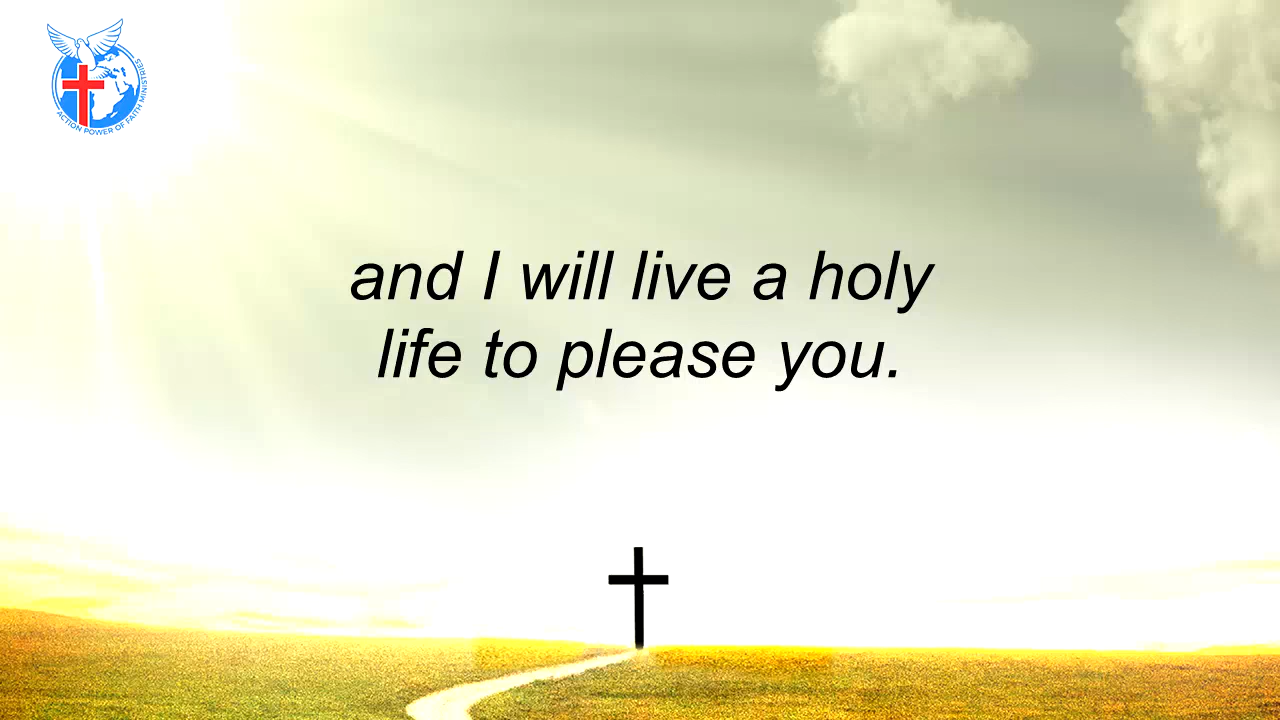 ACTION POWER OF FAITH MINISTRIES
and I will live a holy
life to please you.